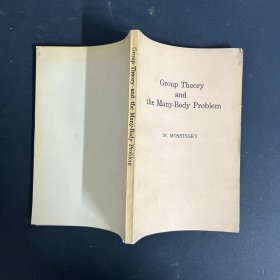 Group Theory and the Many-Body Problem
Group Theory
and
the Many-Body Problem
M. MOSHINSKY